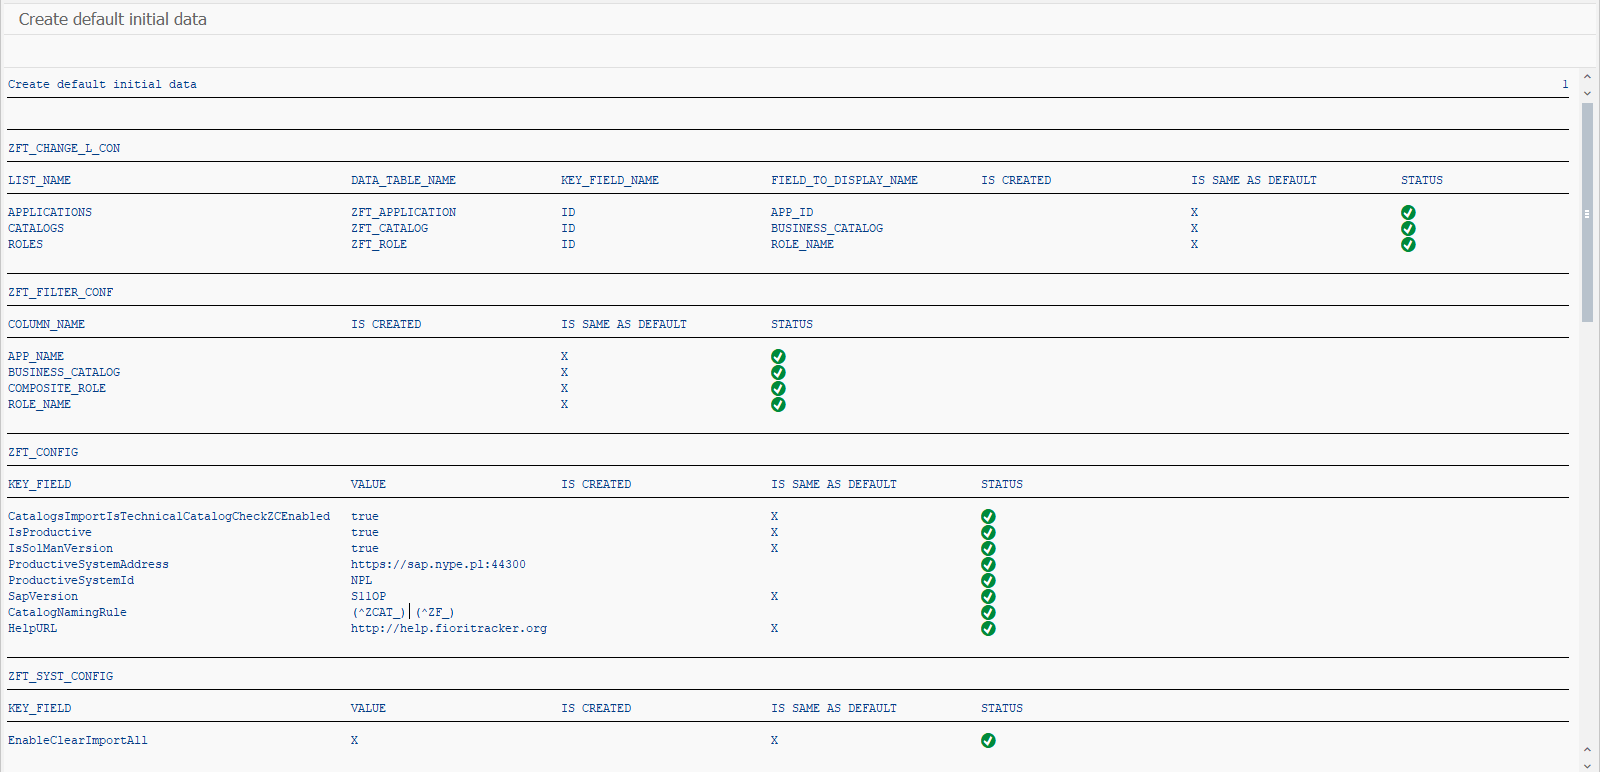 Create default initial data
Create default initial data 1
ZFT_CHANGE_L_CON
LIST_NAME DATA_TABLE_NAME KEY_FIELD_NAME FIELD_TO_DISPLAY_NAME IS CREATED IS SAME AS DEFAULT STATUS
APPLICATIONS ZFT_APPLICATION ID APP_ID X
CATALOGS ZFT_CATALOG ID BUSINESS_CATALOG X
ROLES ZFT_ROLE ID ROLE_NAME X
ZFT_FILTER_CONF
COLUMN_NAME IS CREATED IS SAME AS DEFAULT STATUS
APP_NAME X
BUSINESS_CATALOG X
COMPOSITE_ROLE X
ROLE_NAME X
ZFT_CONFIG
KEY_FIELD VALUE IS CREATED IS SAME AS DEFAULT STATUS
CatalogsImportIsTechnicalCatalogCheckZCEnabled true X
IsProductive true X
IsSolManVersion true X
ProductiveSystemAddress https://sap.nype.pl:44300
ProductiveSystemId NPL
SapVersion S11OP X
CatalogNamingRule (^ZCAT_)|(^ZF_)
HelpURL http://help.fioritracker.org X
ZFT_SYST_CONFIG
KEY_FIELD VALUE IS CREATED IS SAME AS DEFAULT STATUS
EnableClearImportAll X X